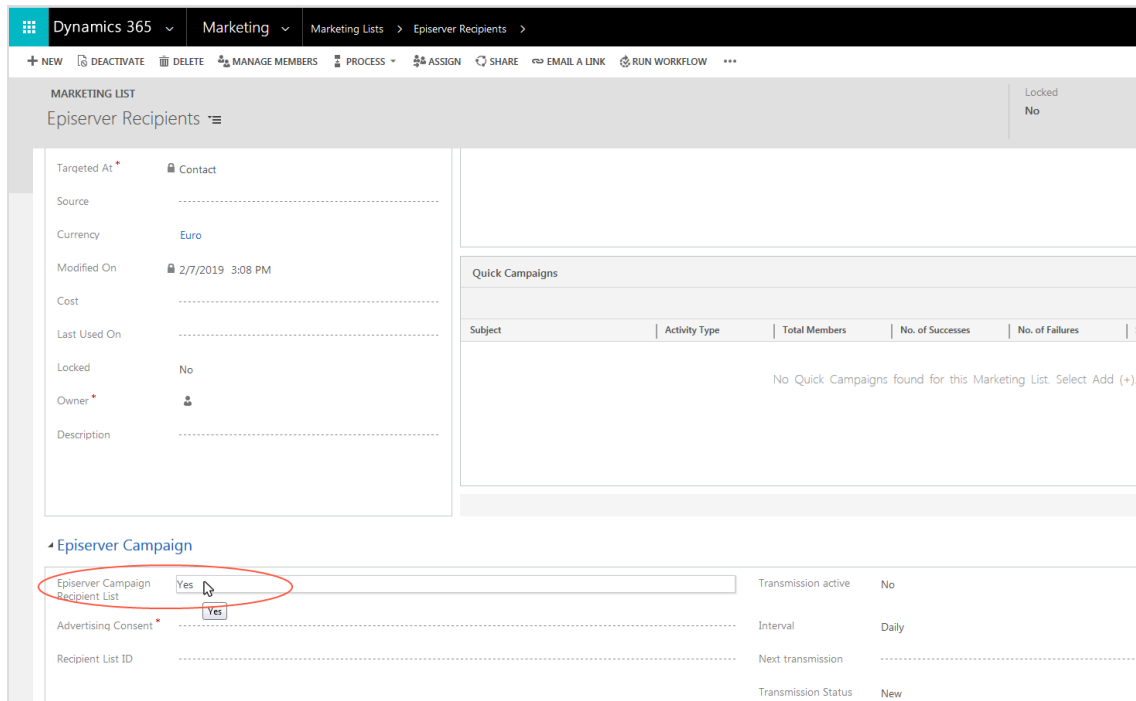 Dynamics 365 Marketing Marketing Lists > Episerver Recipients >
NEW DEACTIVATE DELETE MANAGE MEMBERS PROCESS ASSIGN SHARE EMAIL A LINK RUN WORKFLOW •••
MARKETING LIST
Episerver Recipients
Locked
No
Targeted At * Contact
Source
Currency Euro
Modified On 2/7/2019 3:08 PM
Cost
Last Used On
Locked No
Owner *
Description
Quick Campaigns
Subject Activity Type Total Members No. of Successes No. of Failures
No Quick Campaigns found for this Marketing List. Select Add (+).
Episerver Campaign
Episerver Campaign
Recipient List
Yes
Yes
Advertising Consent *
Recipient List ID
Transmission active No
Interval Daily
Next transmission
Transmission Status New